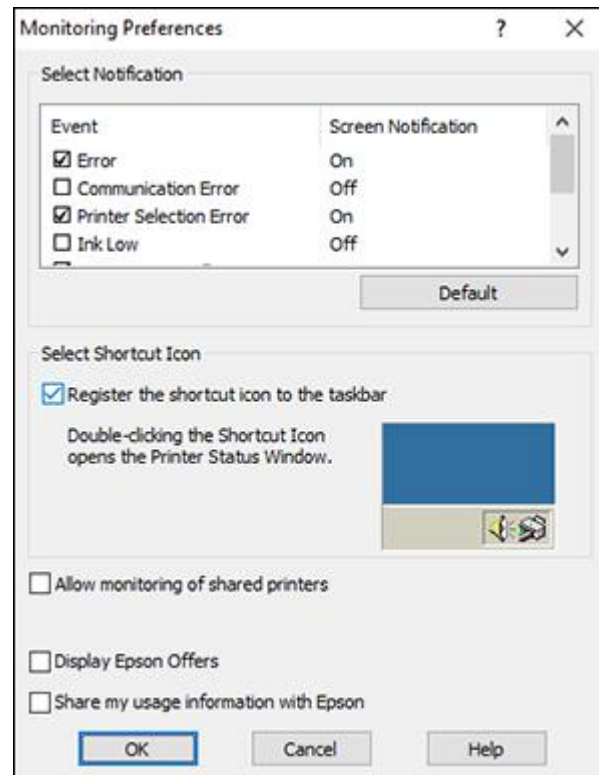 Monitoring Preferences ? ×
Select Notification
Event Screen Notification
Error On
Communication Error Off
Printer Selection Error On
Ink Low Off
Default
Select Shortcut Icon
Register the shortcut icon to the taskbar
Double-clicking the Shortcut Icon
opens the Printer Status Window.
Allow monitoring of shared printers
Display Epson Offers
Share my usage information with Epson
OK Cancel Help